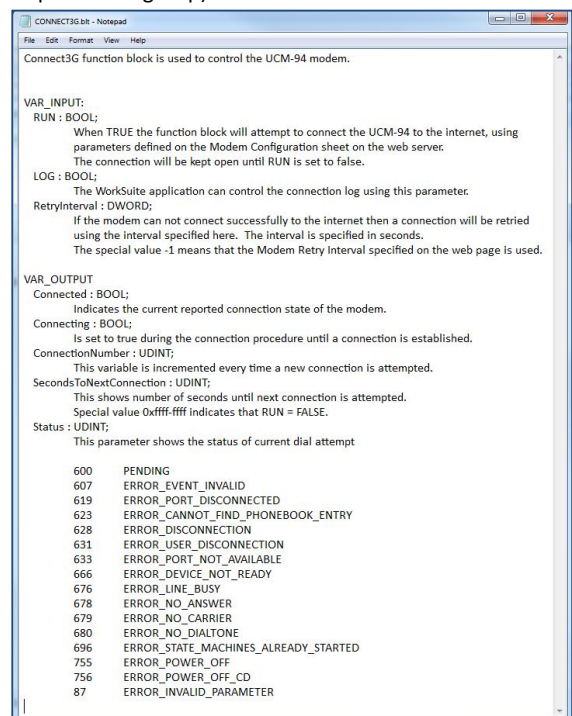 CONNECT3G.blt - Notepad
File Edit Format View Help
Connect3G function block is used to control the UCM-94 modem.
VAR_INPUT:
RUN : BOOL;
When TRUE the function block will attempt to connect the UCM-94 to the internet, using
parameters defined on the Modem Configuration sheet on the web server.
The connection will be kept open until RUN is set to false.
LOG : BOOL;
The WorkSuite application can control the connection log using this parameter.
RetryInterval : DWORD;
If the modem can not connect successfully to the internet then a connection will be retried
using the interval specified here. The interval is specified in seconds.
The special value -1 means that the Modem Retry Interval specified on the web page is used.
VAR_OUTPUT
Connected : BOOL;
Indicates the current reported connection state of the modem.
Connecting : BOOL;
Is set to true during the connection procedure until a connection is established.
ConnectionNumber : UDINT;
This variable is incremented every time a new connection is attempted.
SecondsToNextConnection : UDINT;
This shows number of seconds until next connection is attempted.
Special value 0xffff-ffff indicates that RUN = FALSE.
Status : UDINT;
This parameter shows the status of current dial attempt
600 PENDING
607 ERROR_EVENT_INVALID
619 ERROR_PORT_DISCONNECTED
623 ERROR_CANNOT_FIND_PHONEBOOK_ENTRY
628 ERROR_DISCONNECTION
631 ERROR_USER_DISCONNECTION
633 ERROR_PORT_NOT_AVAILABLE
666 ERROR_DEVICE_NOT_READY
676 ERROR_LINE_BUSY
678 ERROR_NO_ANSWER
679 ERROR_NO_CARRIER
680 ERROR_NO_DIALTONE
696 ERROR_STATE_MACHINES_ALREADY_STARTED
755 ERROR_POWER_OFF
756 ERROR_POWER_OFF_CD
87 ERROR_INVALID_PARAMETER